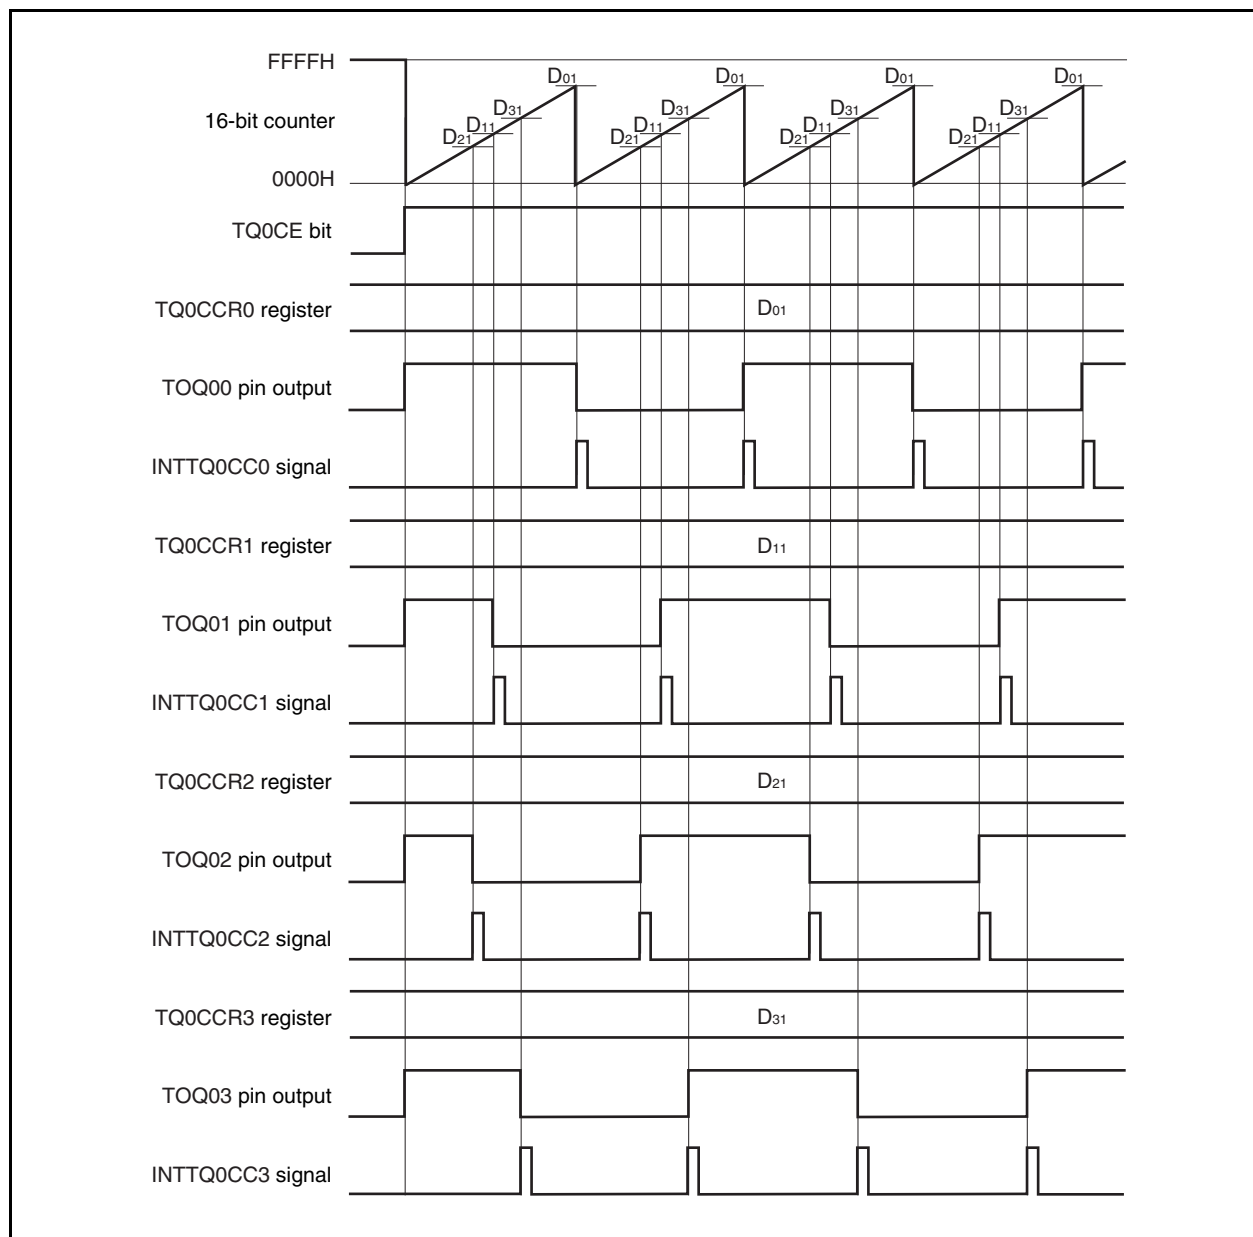 FFFFH
D01 D01 D01 D01
D31 D31 D31 D31
16-bit counter
D11 D11 D11 D11
D21 D21 D21 D21
0000H
TQ0CE bit
TQ0CCR0 register D01
TOQ00 pin output
INTTQ0CC0 signal
TQ0CCR1 register D11
TOQ01 pin output
INTTQ0CC1 signal
TQ0CCR2 register D21
TOQ02 pin output
INTTQ0CC2 signal
TQ0CCR3 register D31
TOQ03 pin output
INTTQ0CC3 signal